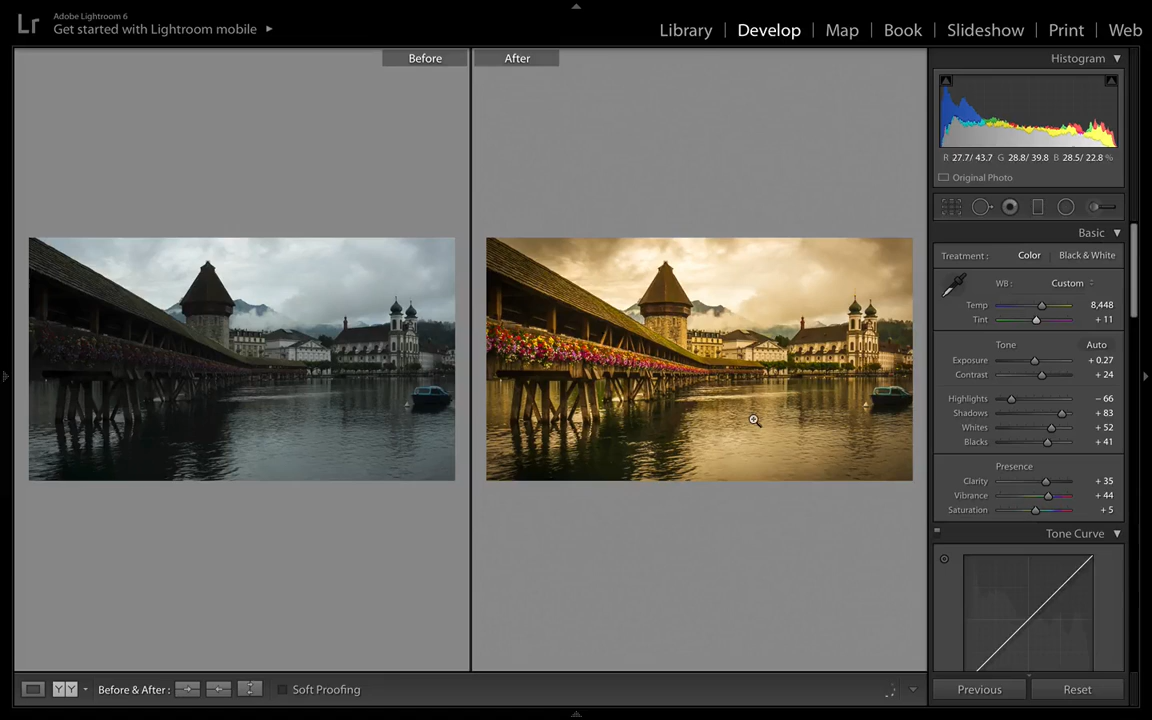 Lr
Adobe Lightroom 6
Get started with Lightroom mobile
Library | Develop | Map | Book | Slideshow | Print | Web
Before
After
Histogram
R 27.7/ 43.7 G 28.8/ 39.8 B 28.5/ 22.8 %
Original Photo
Basic
Treatment : Color Black & White
WB : Custom
Temp 8,448
Tint + 11
Tone Auto
Exposure + 0.27
Contrast + 24
Highlights − 66
Shadows + 83
Whites + 52
Blacks + 41
Presence
Clarity + 35
Vibrance + 44
Saturation + 5
Tone Curve
Y Y
Before & After :
Soft Proofing
Previous
Reset